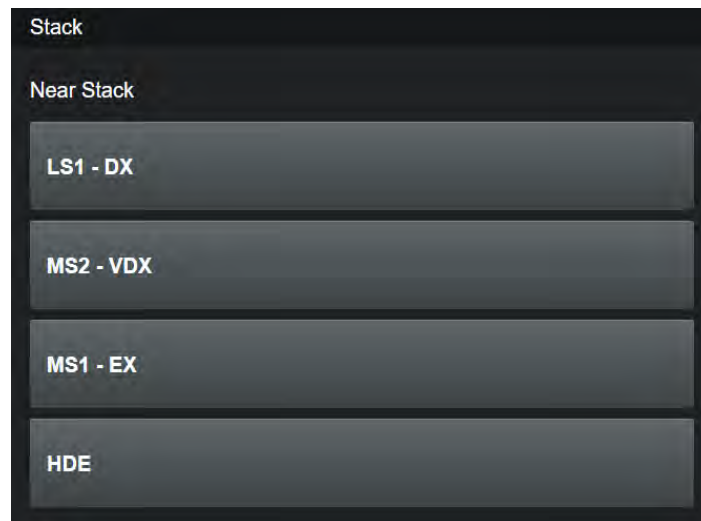 Stack
Near Stack
LS1 - DX
MS2 - VDX
MS1 - EX
HDE